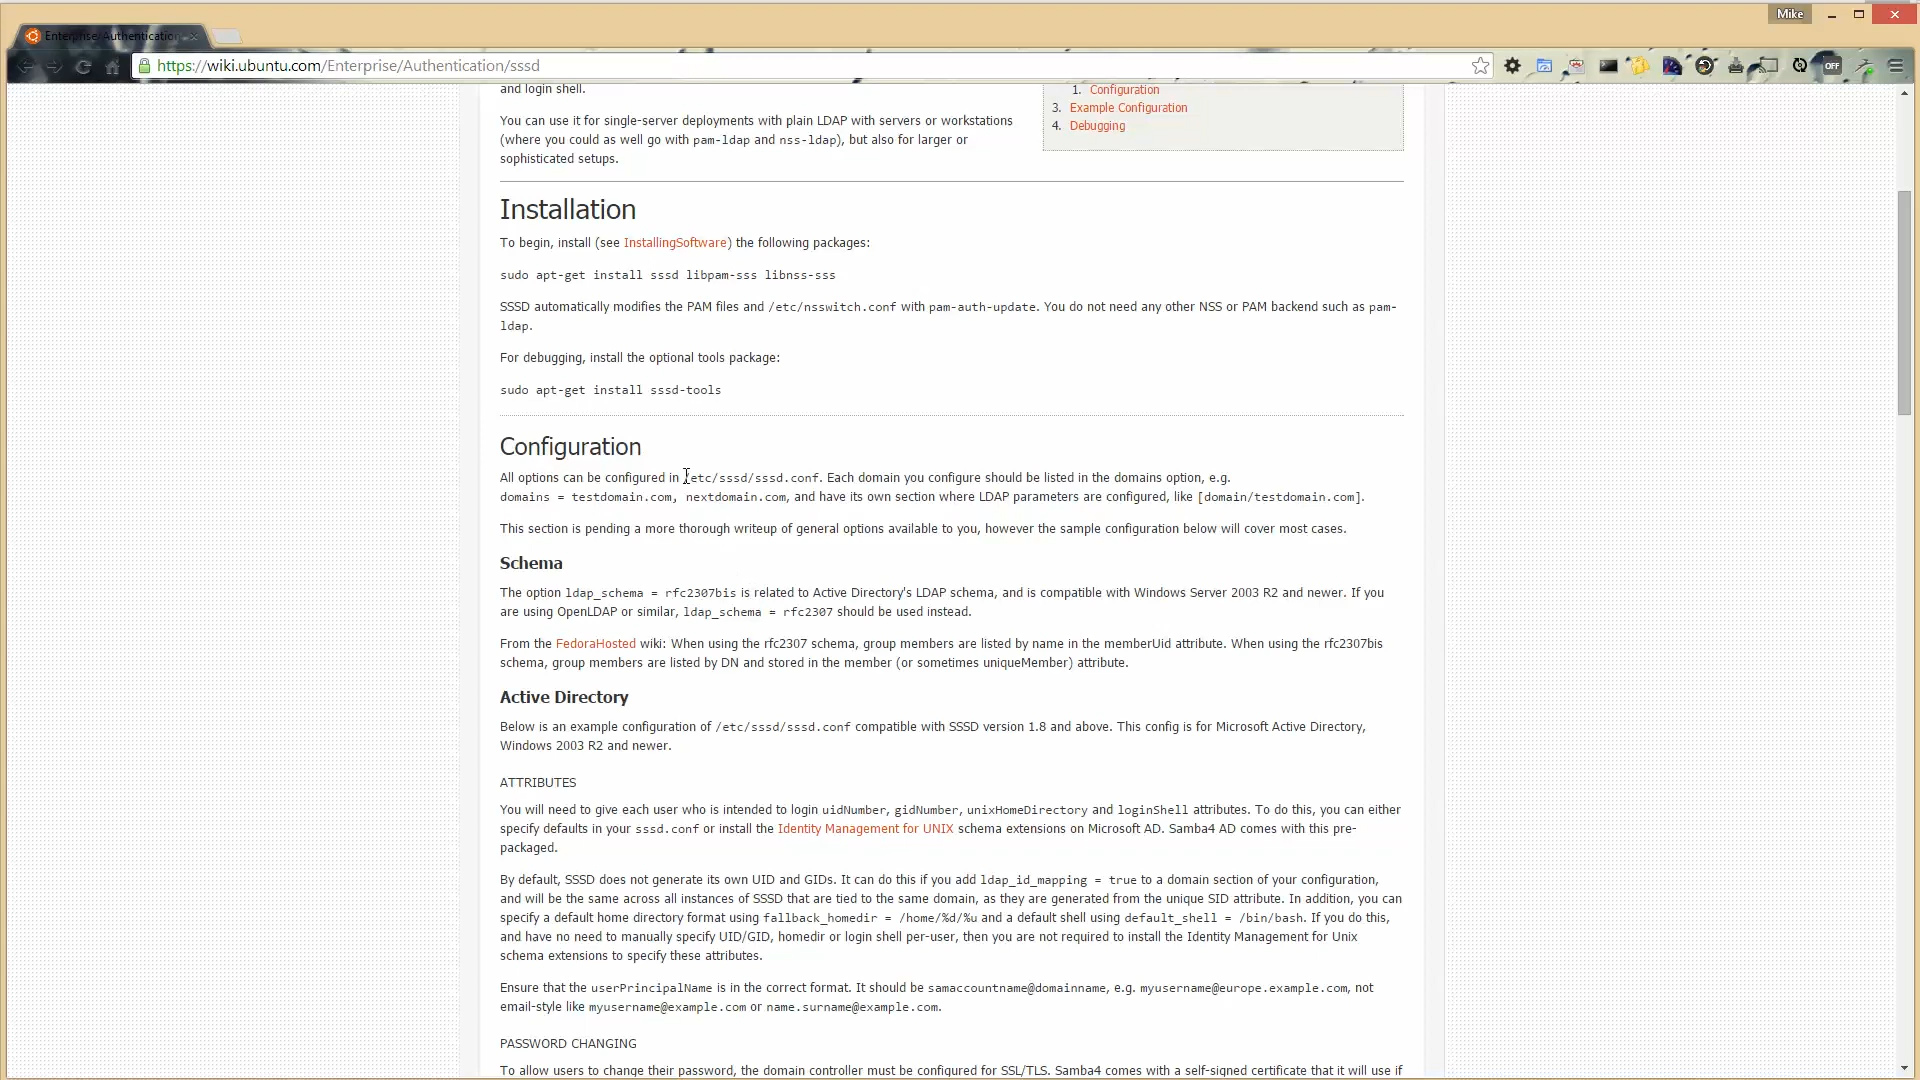 Mike
Enterprise/Authentication
https://wiki.ubuntu.com/Enterprise/Authentication/sssd
OFF
and login shell.
You can use it for single-server deployments with plain LDAP with servers or workstations
(where you could as well go with pam-ldap and nss-ldap), but also for larger or
sophisticated setups.
1. Configuration
3. Example Configuration
4. Debugging
Installation
To begin, install (see InstallingSoftware) the following packages:
sudo apt-get install sssd libpam-sss libnss-sss
SSSD automatically modifies the PAM files and /etc/nsswitch.conf with pam-auth-update. You do not need any other NSS or PAM backend such as pam-
ldap.
For debugging, install the optional tools package:
sudo apt-get install sssd-tools
Configuration
All options can be configured in /etc/sssd/sssd.conf. Each domain you configure should be listed in the domains option, e.g.
domains = testdomain.com, nextdomain.com, and have its own section where LDAP parameters are configured, like [domain/testdomain.com].
This section is pending a more thorough writeup of general options available to you, however the sample configuration below will cover most cases.
Schema
The option ldap_schema = rfc2307bis is related to Active Directory's LDAP schema, and is compatible with Windows Server 2003 R2 and newer. If you
are using OpenLDAP or similar, ldap_schema = rfc2307 should be used instead.
From the FedoraHosted wiki: When using the rfc2307 schema, group members are listed by name in the memberUid attribute. When using the rfc2307bis
schema, group members are listed by DN and stored in the member (or sometimes uniqueMember) attribute.
Active Directory
Below is an example configuration of /etc/sssd/sssd.conf compatible with SSSD version 1.8 and above. This config is for Microsoft Active Directory,
Windows 2003 R2 and newer.
ATTRIBUTES
You will need to give each user who is intended to login uidNumber, gidNumber, unixHomeDirectory and loginShell attributes. To do this, you can either
specify defaults in your sssd.conf or install the Identity Management for UNIX schema extensions on Microsoft AD. Samba4 AD comes with this pre-
packaged.
By default, SSSD does not generate its own UID and GIDs. It can do this if you add ldap_id_mapping = true to a domain section of your configuration,
and will be the same across all instances of SSSD that are tied to the same domain, as they are generated from the unique SID attribute. In addition, you can
specify a default home directory format using fallback_homedir = /home/%d/%u and a default shell using default_shell = /bin/bash. If you do this,
and have no need to manually specify UID/GID, homedir or login shell per-user, then you are not required to install the Identity Management for Unix
schema extensions to specify these attributes.
Ensure that the userPrincipalName is in the correct format. It should be samaccountname@domainname, e.g. myusername@europe.example.com, not
email-style like myusername@example.com or name.surname@example.com.
PASSWORD CHANGING
To allow users to change their password, the domain controller must be configured for SSL/TLS. Samba4 comes with a self-signed certificate that it will use if